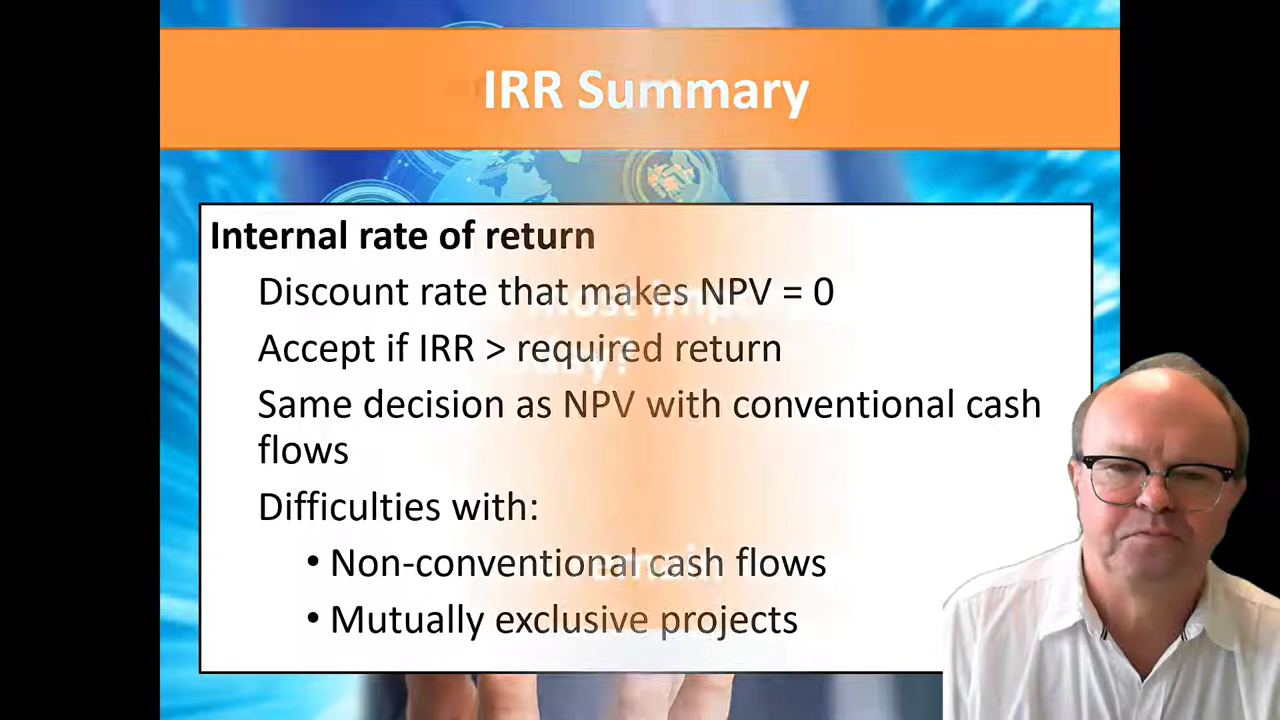 IRR Summary
Internal rate of return
Discount rate that makes NPV = 0
Accept if IRR > required return
Same decision as NPV with conventional cash
flows
Difficulties with:
• Non-conventional cash flows
• Mutually exclusive projects